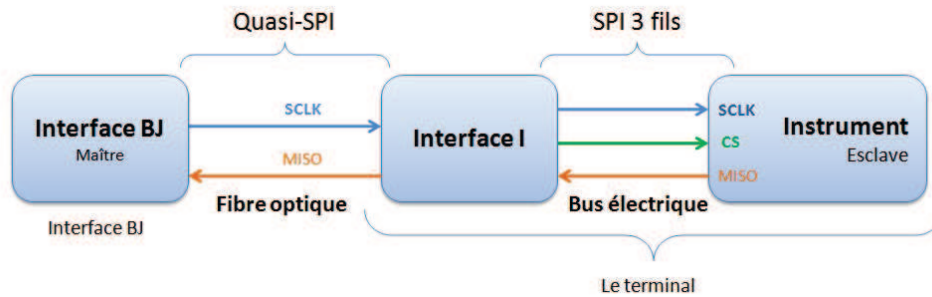 Quasi-SPI
SPI 3 fils
Interface BJ
Maître
SCLK
MISO
Fibre optique
Interface I
Bus électrique
SCLK
CS
MISO
Instrument
Esclave
Interface BJ
Le terminal